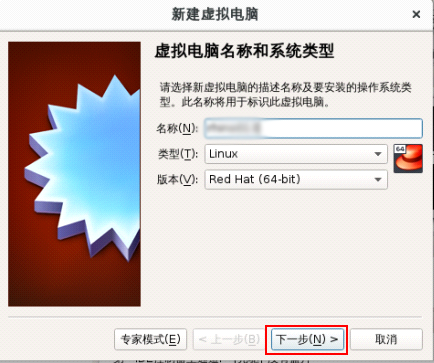 新建虚拟电脑
虚拟电脑名称和系统类型
请选择新虚拟电脑的描述名称及要安装的操作系统类
型。此名称将用于标识此虚拟电脑。
名称(N):
类型(T): Linux
64
版本(V): Red Hat (64-bit)
专家模式(E) < 上一步(B) 下一步(N) > 取消